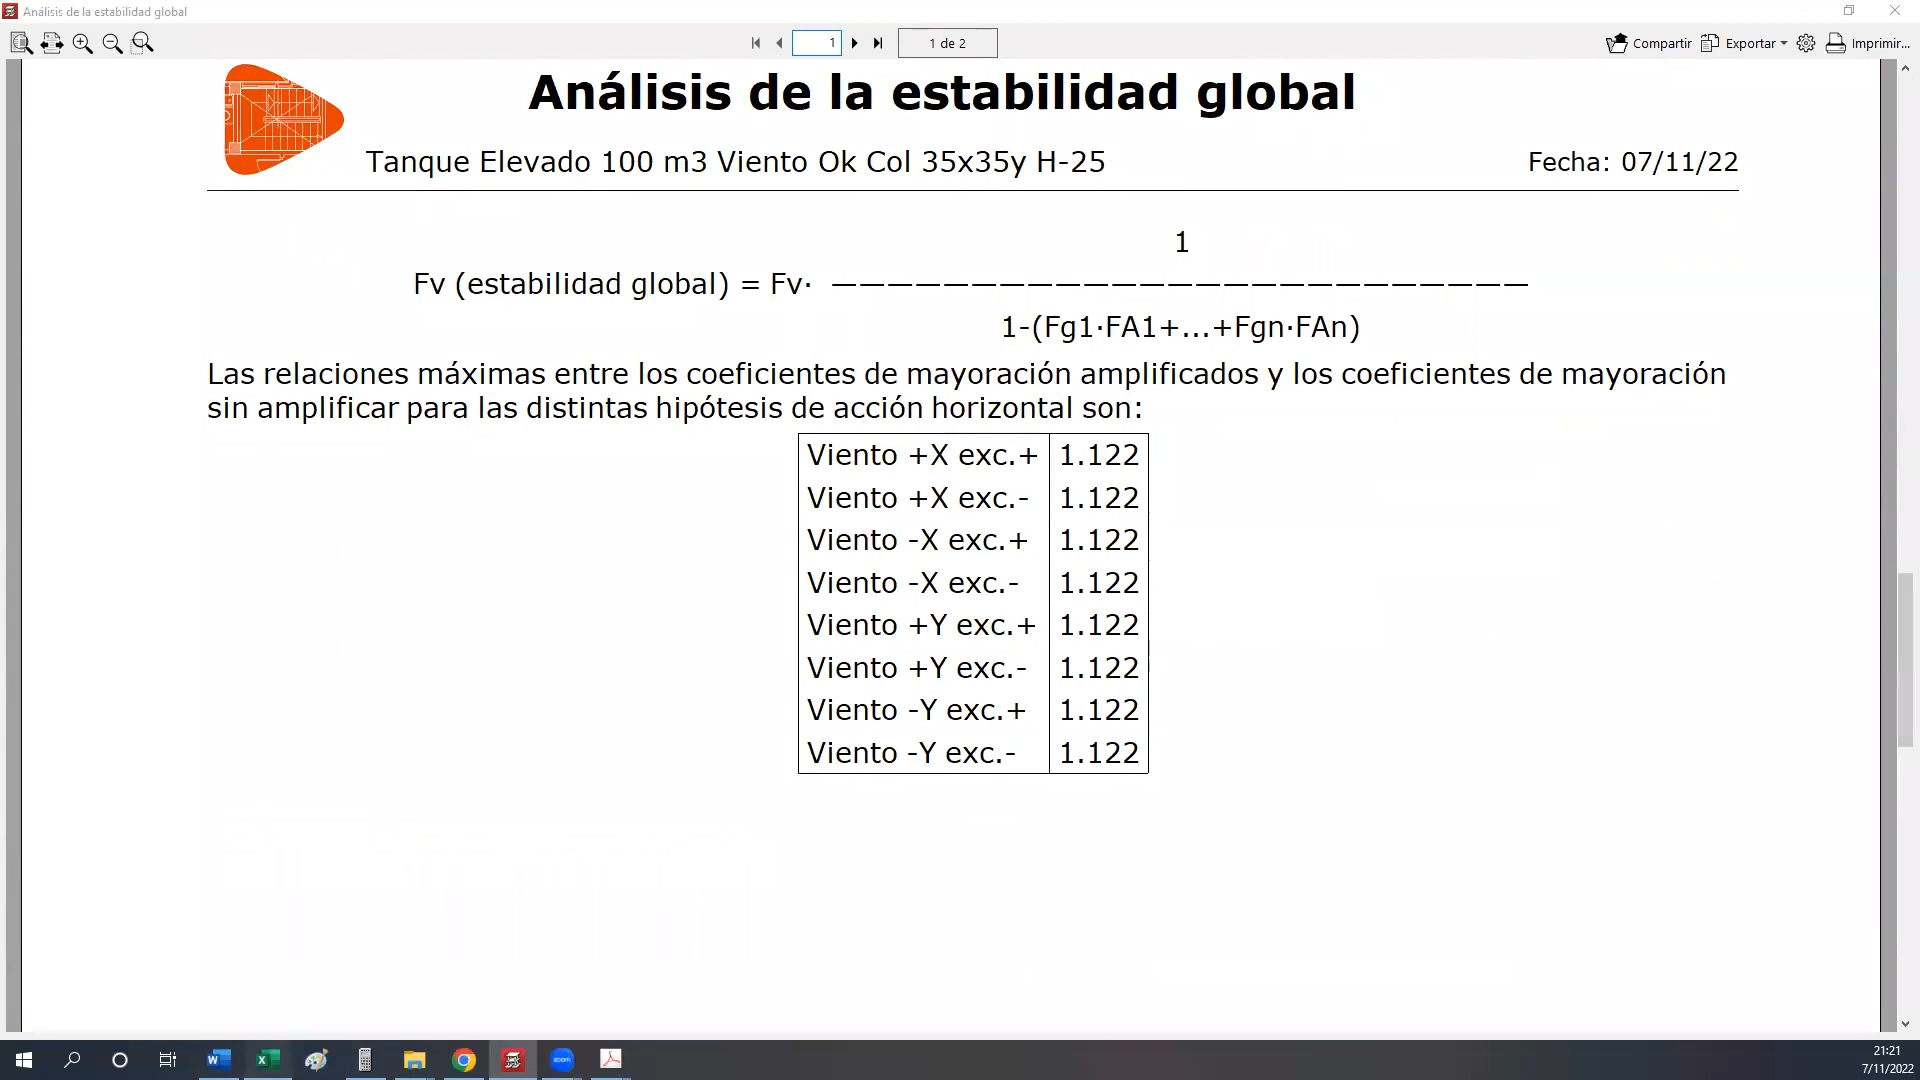 Análisis de la estabilidad global
1
1 de 2
Compartir
Exportar
Imprimir...
Análisis de la estabilidad global
Tanque Elevado 100 m3 Viento Ok Col 35x35y H-25
Fecha: 07/11/22
1
Fv (estabilidad global) = Fv· —————————————————————————
1-(Fg1·FA1+...+Fgn·FAn)
Las relaciones máximas entre los coeficientes de mayoración amplificados y los coeficientes de mayoración
sin amplificar para las distintas hipótesis de acción horizontal son:
Viento +X exc.+ 1.122
Viento +X exc.- 1.122
Viento -X exc.+ 1.122
Viento -X exc.- 1.122
Viento +Y exc.+ 1.122
Viento +Y exc.- 1.122
Viento -Y exc.+ 1.122
Viento -Y exc.- 1.122
zoom
21:21
7/11/2022